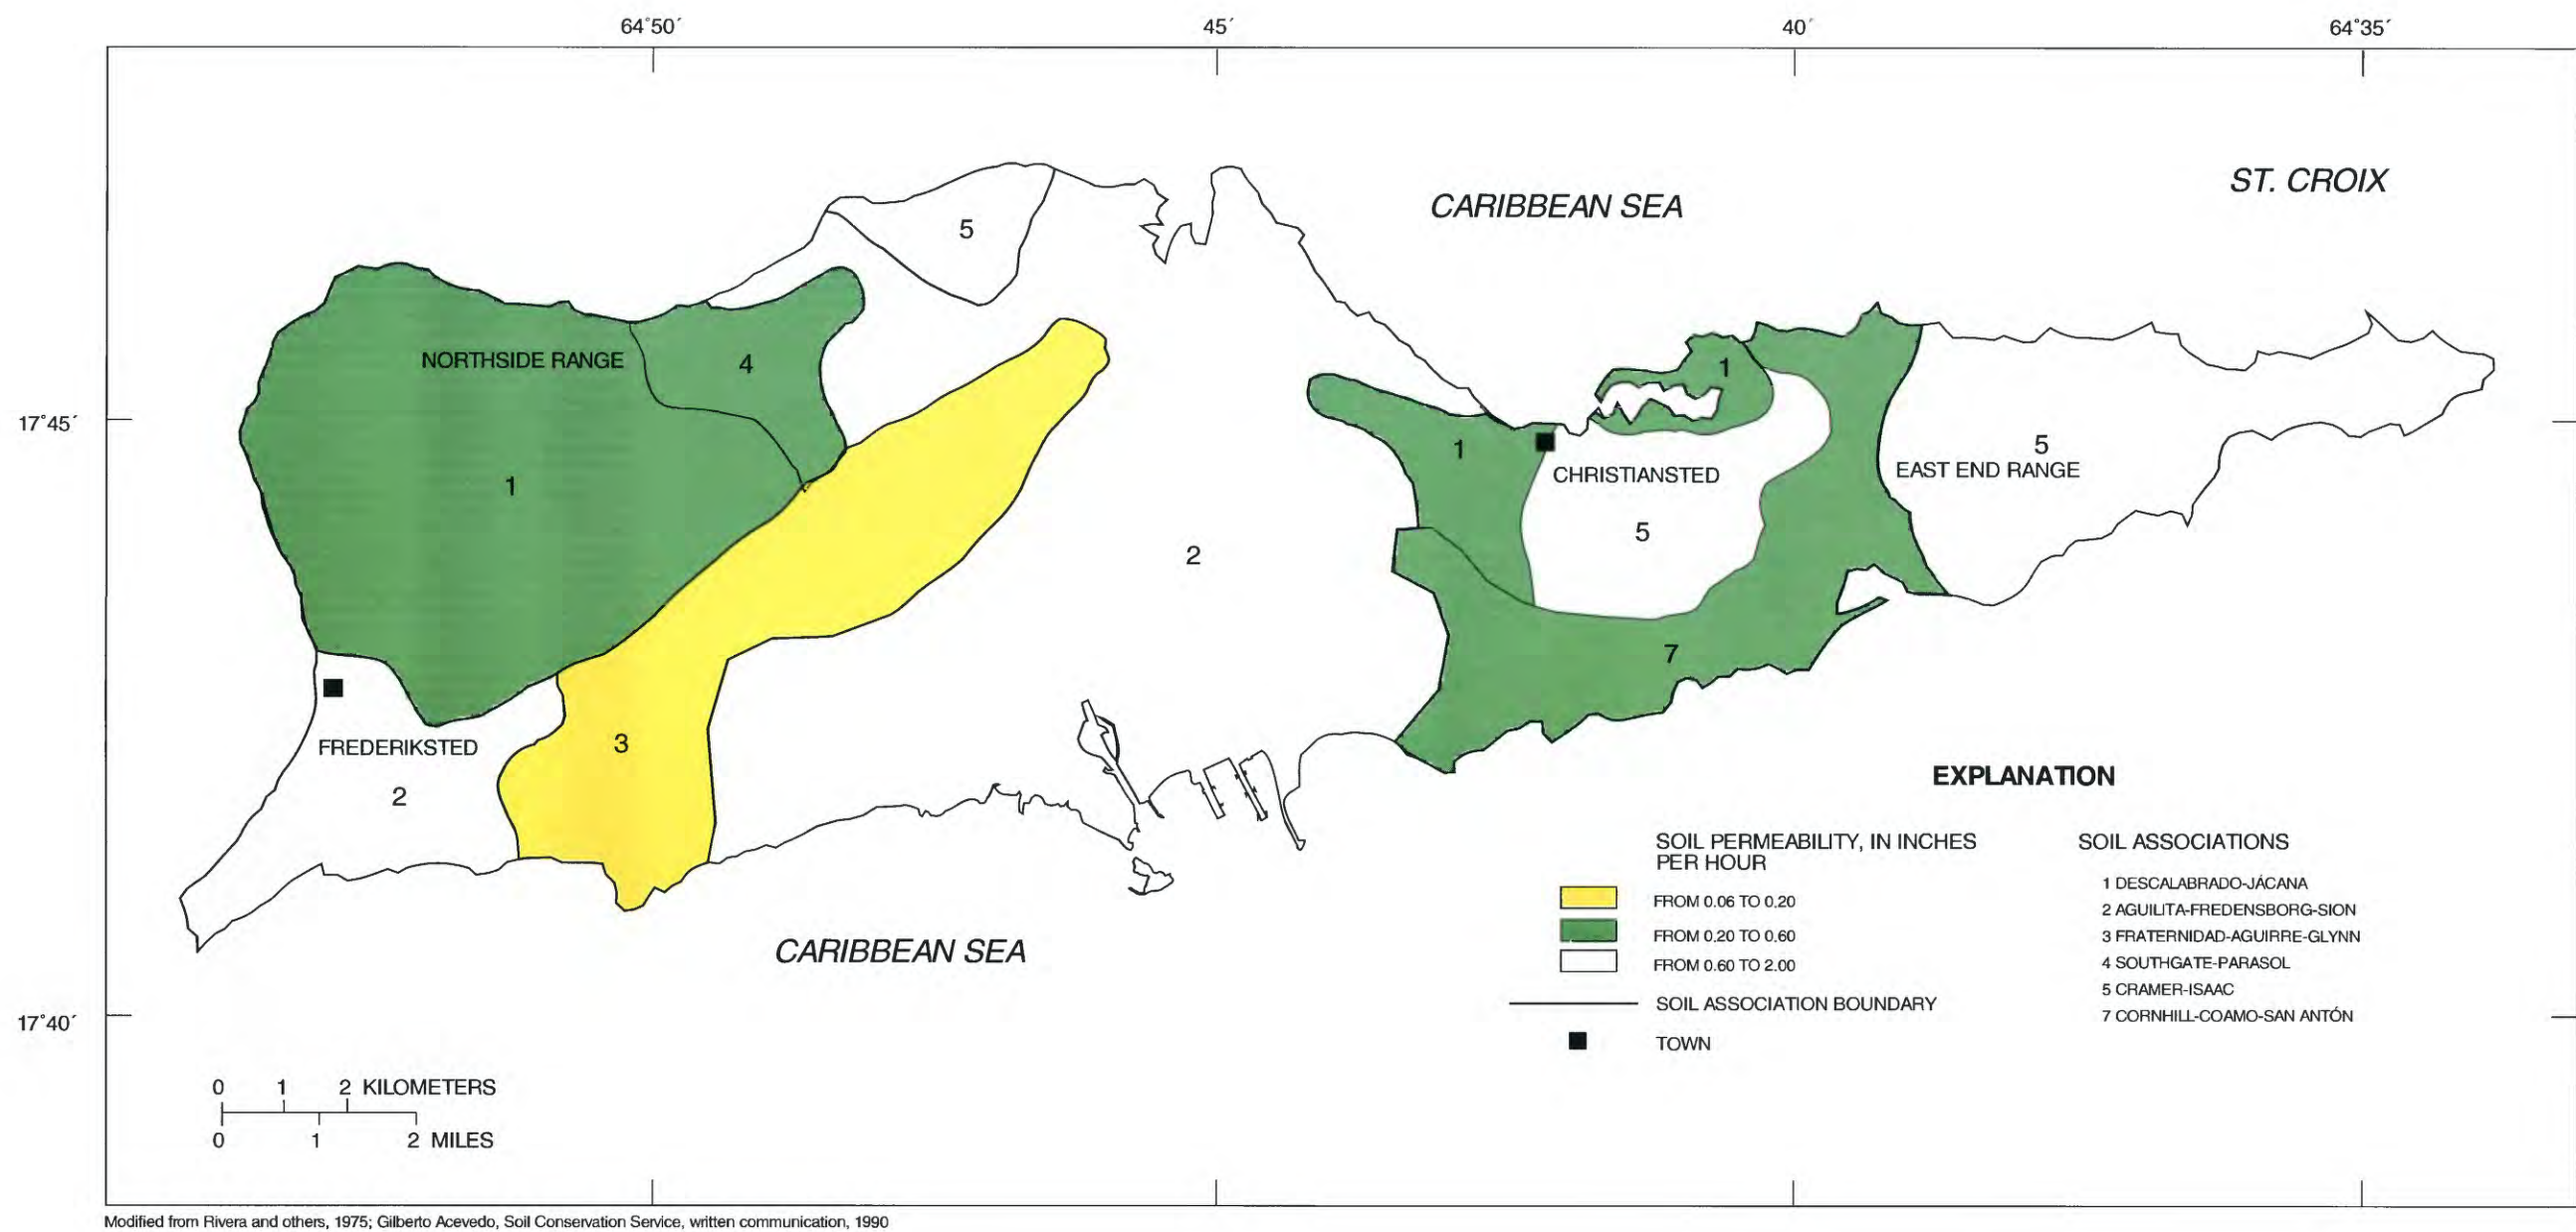 64°50´ 45´ 40´ 64°35´
ST. CROIX
CARIBBEAN SEA
5
NORTHSIDE RANGE
4
1
17°45´
1
5
CHRISTIANSTED
EAST END RANGE
1
5
2
7
3
FREDERIKSTED
2
CARIBBEAN SEA
EXPLANATION
SOIL PERMEABILITY, IN INCHES
PER HOUR
FROM 0.06 TO 0.20
FROM 0.20 TO 0.60
FROM 0.60 TO 2.00
SOIL ASSOCIATION BOUNDARY
TOWN
SOIL ASSOCIATIONS
1 DESCALABRADO-JÁCANA
2 AGUILITA-FREDENSBORG-SION
3 FRATERNIDAD-AGUIRRE-GLYNN
4 SOUTHGATE-PARASOL
5 CRAMER-ISAAC
7 CORNHILL-COAMO-SAN ANTÓN
17°40´
0 1 2 KILOMETERS
0 1 2 MILES
Modified from Rivera and others, 1975; Gilberto Acevedo, Soil Conservation Service, written communication, 1990